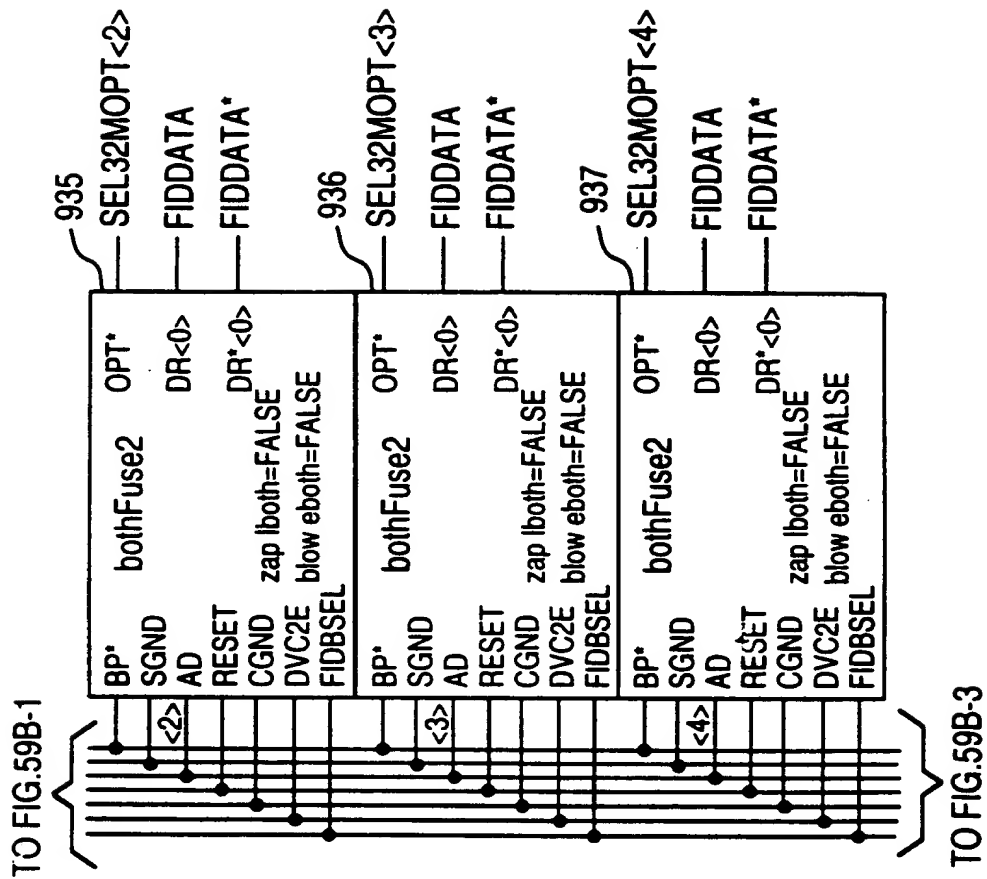 TO FIG.59B-1
935
BP*
bothFuse2
OPT*
SEL32MOPT<2>
SGND
<2>
AD
DR<0>
FIDDATA
RESET
DR*<0>
FIDDATA*
CGND
zap lboth=FALSE
DVC2E
blow eboth=FALSE
FIDBSEL
936
BP*
bothFuse2
OPT*
SEL32MOPT<3>
SGND
<3>
AD
DR<0>
FIDDATA
RESET
DR*<0>
FIDDATA*
CGND
zap lboth=FALSE
DVC2E
blow eboth=FALSE
FIDBSEL
937
BP*
bothFuse2
OPT*
SEL32MOPT<4>
SGND
<4>
AD
DR<0>
FIDDATA
RESET
DR*<0>
FIDDATA*
CGND
zap lboth=FALSE
DVC2E
blow eboth=FALSE
FIDBSEL
TO FIG.59B-3